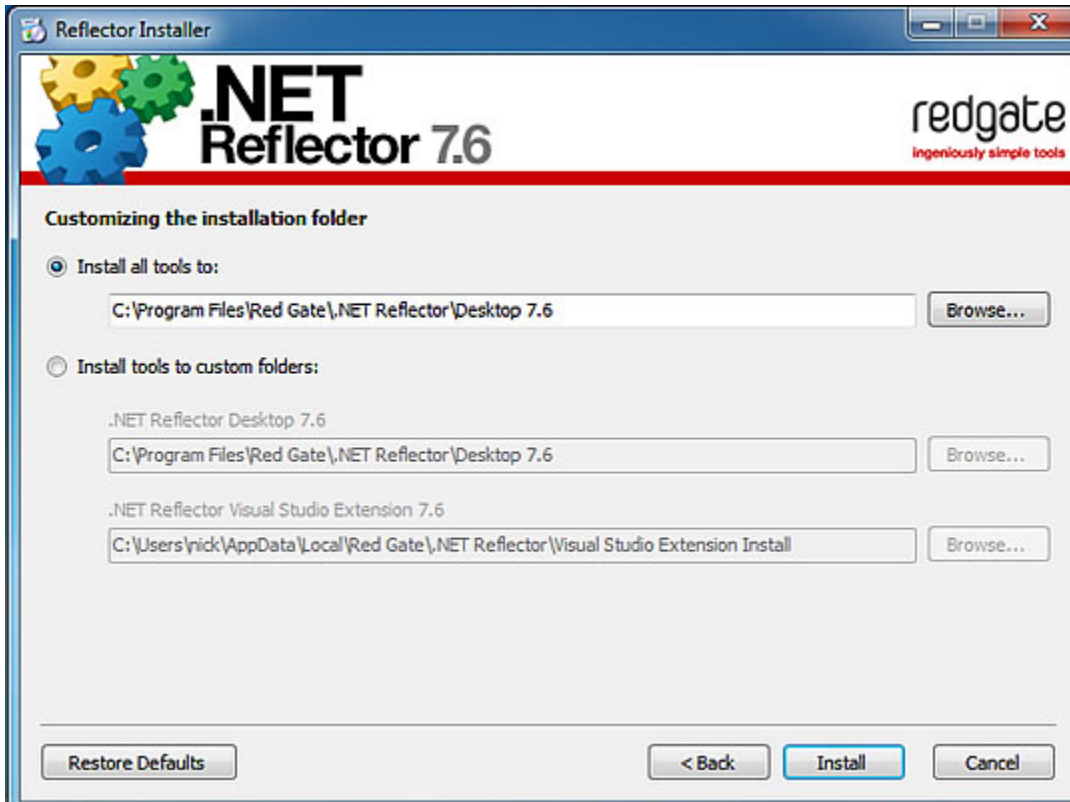 Reflector Installer
.NET
Reflector 7.6
redgate
ingeniously simple tools
Customizing the installation folder
Install all tools to:
C:\Program Files\Red Gate\.NET Reflector\Desktop 7.6
Browse...
Install tools to custom folders:
.NET Reflector Desktop 7.6
C:\Program Files\Red Gate\.NET Reflector\Desktop 7.6
Browse...
.NET Reflector Visual Studio Extension 7.6
C:\Users\nick\AppData\Local\Red Gate\.NET Reflector\Visual Studio Extension Install
Browse...
Restore Defaults
< Back
Install
Cancel